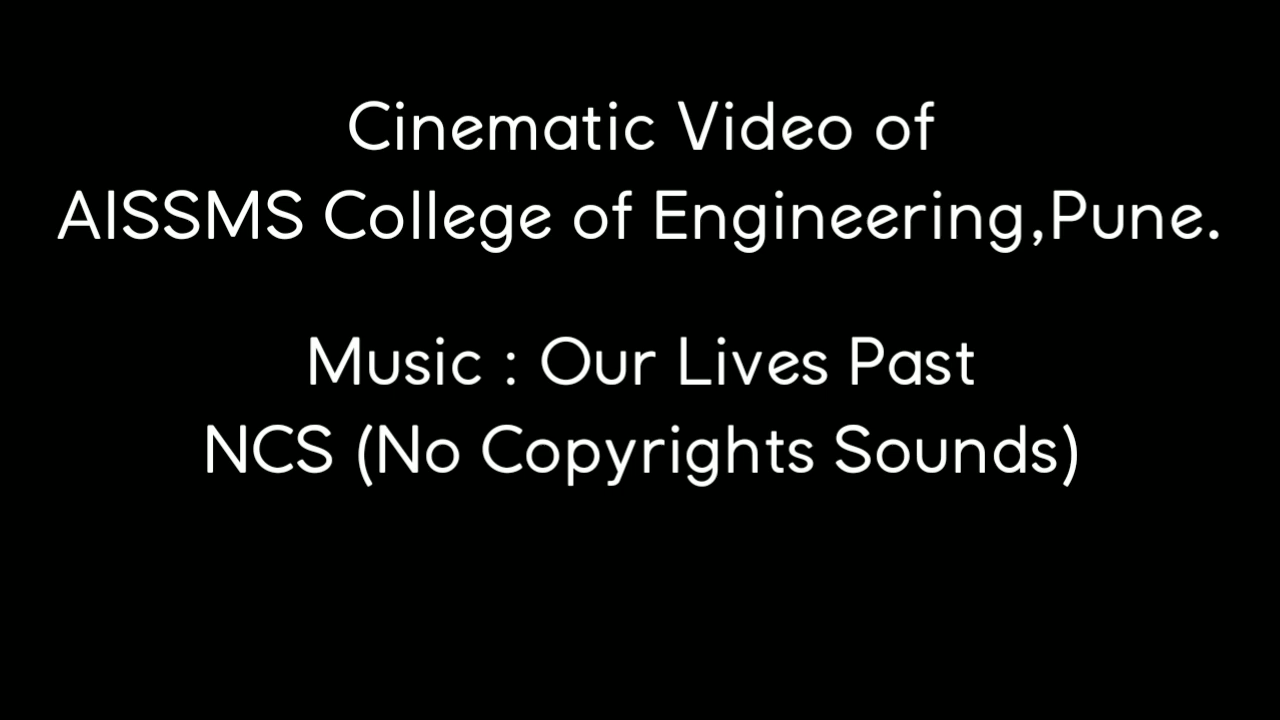 Cinematic Video of
AISSMS College of Engineering,Pune.
Music : Our Lives Past
NCS (No Copyrights Sounds)